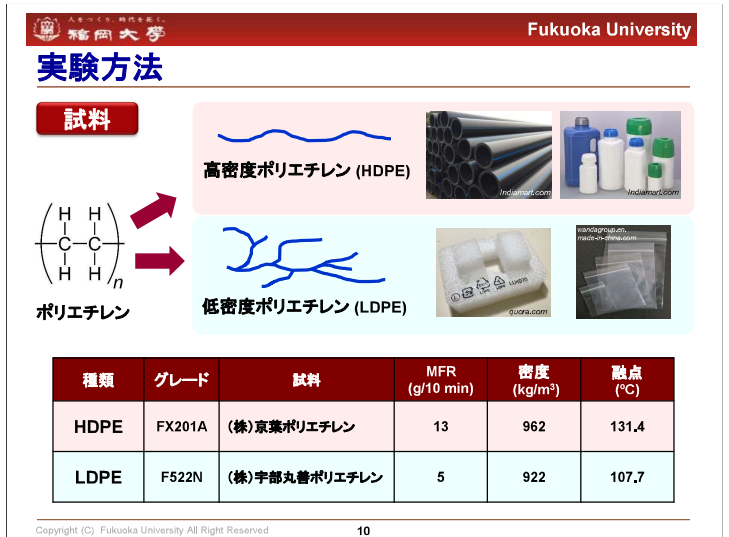 人をつくり、時代を拓く。
福岡大学
Fukuoka University
実験方法
試料
高密度ポリエチレン (HDPE)
Indiamart.com
Indiamart.com
H H
C C
H H
n
ポリエチレン
低密度ポリエチレン (LDPE)
quora.com
wandagroup.en.
made-in-china.com
種類 グレード 試料 MFR (g/10 min) 密度 (kg/m³) 融点 (ºC)
HDPE FX201A (株)京葉ポリエチレン 13 962 131.4
LDPE F522N (株)宇部丸善ポリエチレン 5 922 107.7
Copyright (C) Fukuoka University All Right Reserved
10